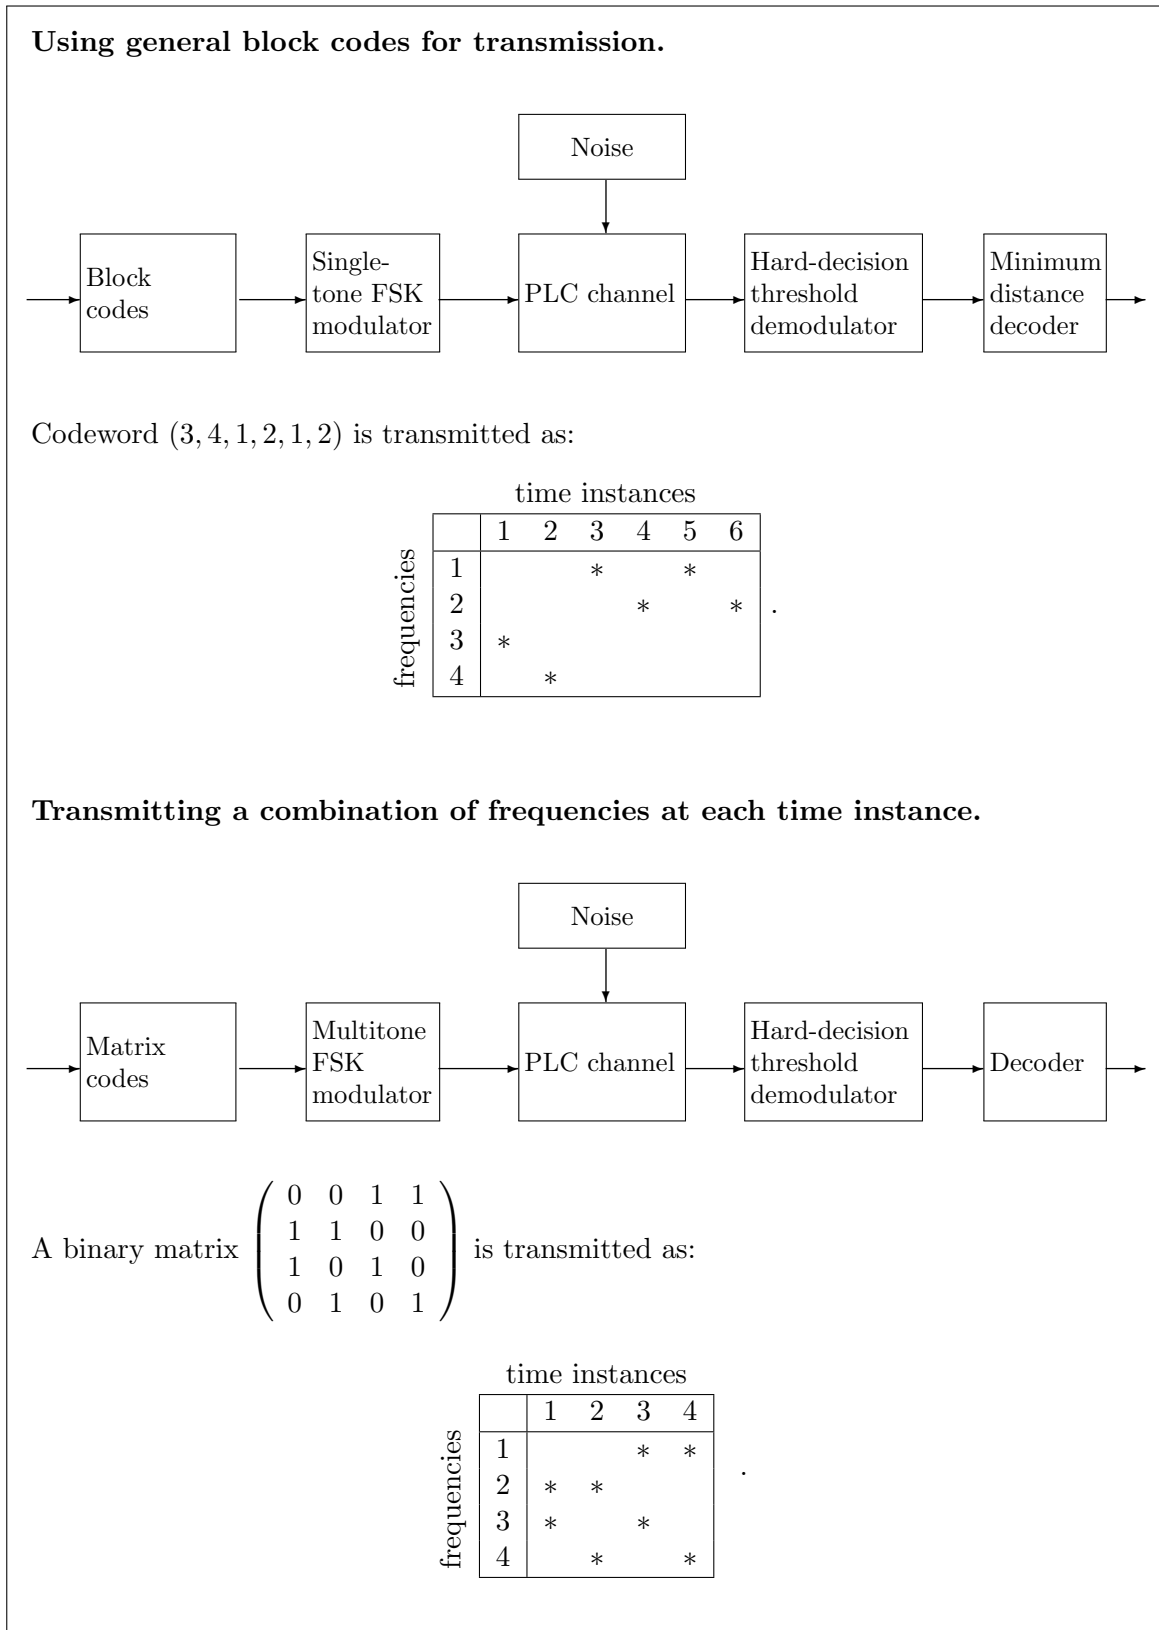 Using general block codes for transmission.
Noise
Block
codes
Single-
tone FSK
modulator
PLC channel
Hard-decision
threshold
demodulator
Minimum
distance
decoder
Codeword (3, 4, 1, 2, 1, 2) is transmitted as:
time instances
frequencies
1 2 3 4 5 6
1 * *
2 * * .
3 *
4 *
Transmitting a combination of frequencies at each time instance.
Noise
Matrix
codes
Multitone
FSK
modulator
PLC channel
Hard-decision
threshold
demodulator
Decoder
A binary matrix
0 0 1 1
1 1 0 0
1 0 1 0
0 1 0 1
is transmitted as:
time instances
frequencies
1 2 3 4
1 * *
2 * * .
3 * *
4 * *